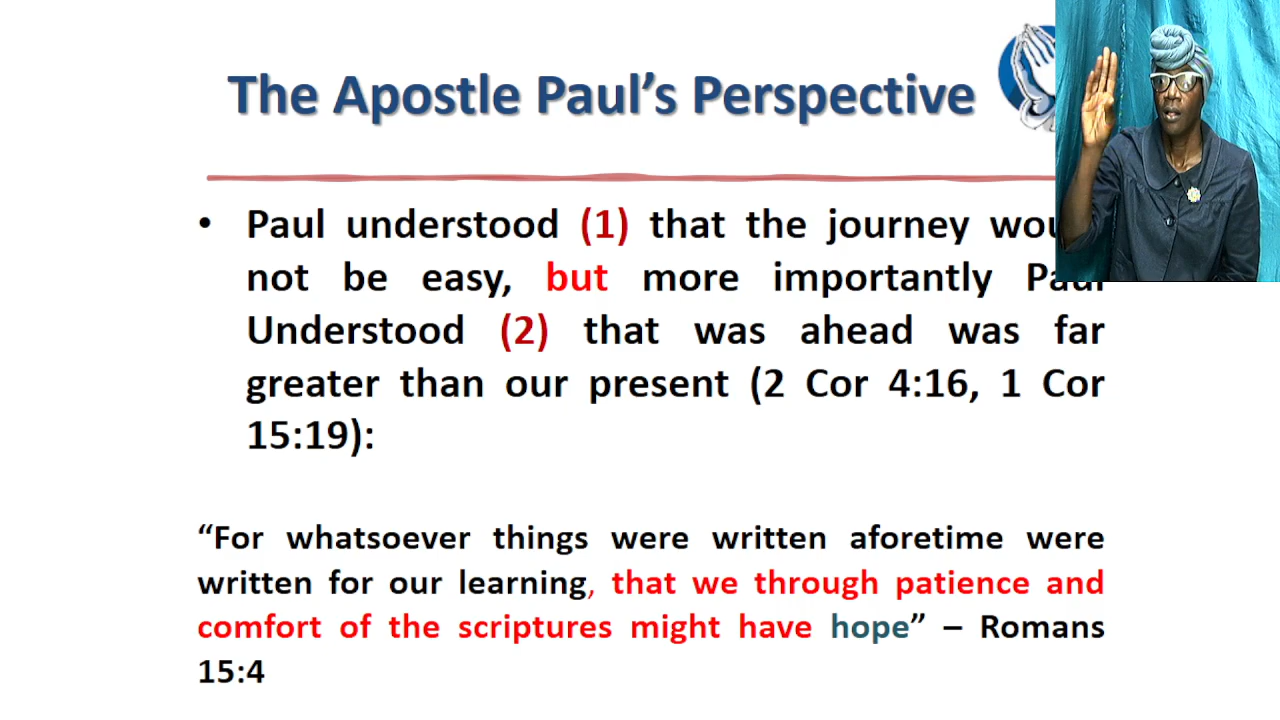 The Apostle Paul's Perspective
• Paul understood (1) that the journey
not be easy, but more importantly Paul
Understood (2) that was ahead was far
greater than our present (2 Cor 4:16, 1 Cor
15:19):
“For whatsoever things were written aforetime were
written for our learning, that we through patience and
comfort of the scriptures might have hope” – Romans
15:4